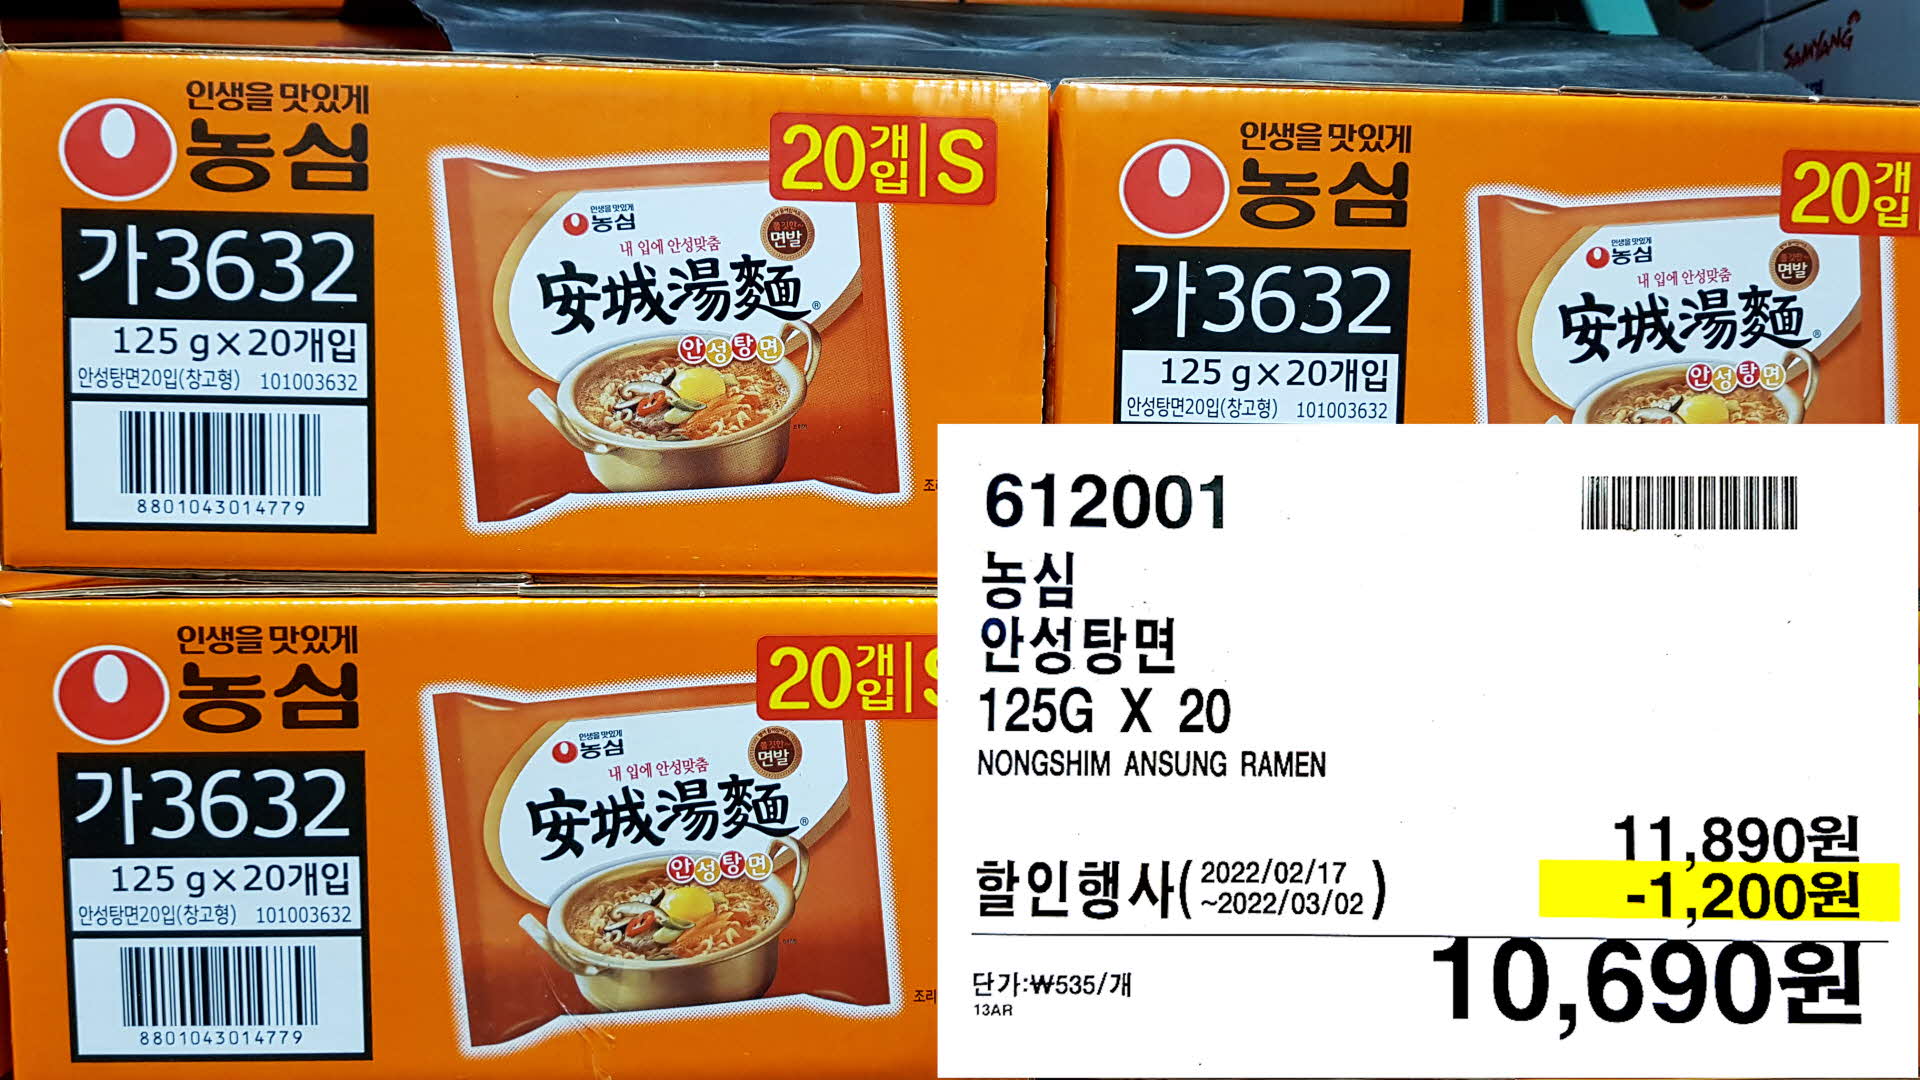 SAMYANG
인생을 맛있게
농심
20개입|S
가3632
125 g×20개입
안성탕면20입(창고형) 101003632
8801043014779
인생을 맛있게
농심
내 입에 안성맞춤
면발
安城湯麵®
안성탕면
인생을 맛있게
농심
20개입
가3632
125 g×20개입
안성탕면20입(창고형) 101003632
인생을 맛있게
농심
내 입에 안성맞춤
면발
安城湯麵®
안성탕면
인생을 맛있게
농심
20개입|S
가3632
125 g×20개입
안성탕면20입(창고형) 101003632
8801043014779
인생을 맛있게
농심
내 입에 안성맞춤
면발
安城湯麵®
안성탕면
612001
농심
안성탕면
125G X 20
NONGSHIM ANSUNG RAMEN
11,890원
할인행사(2022/02/17 ~2022/03/02) -1,200원
단가:₩535/개 10,690원
13AR